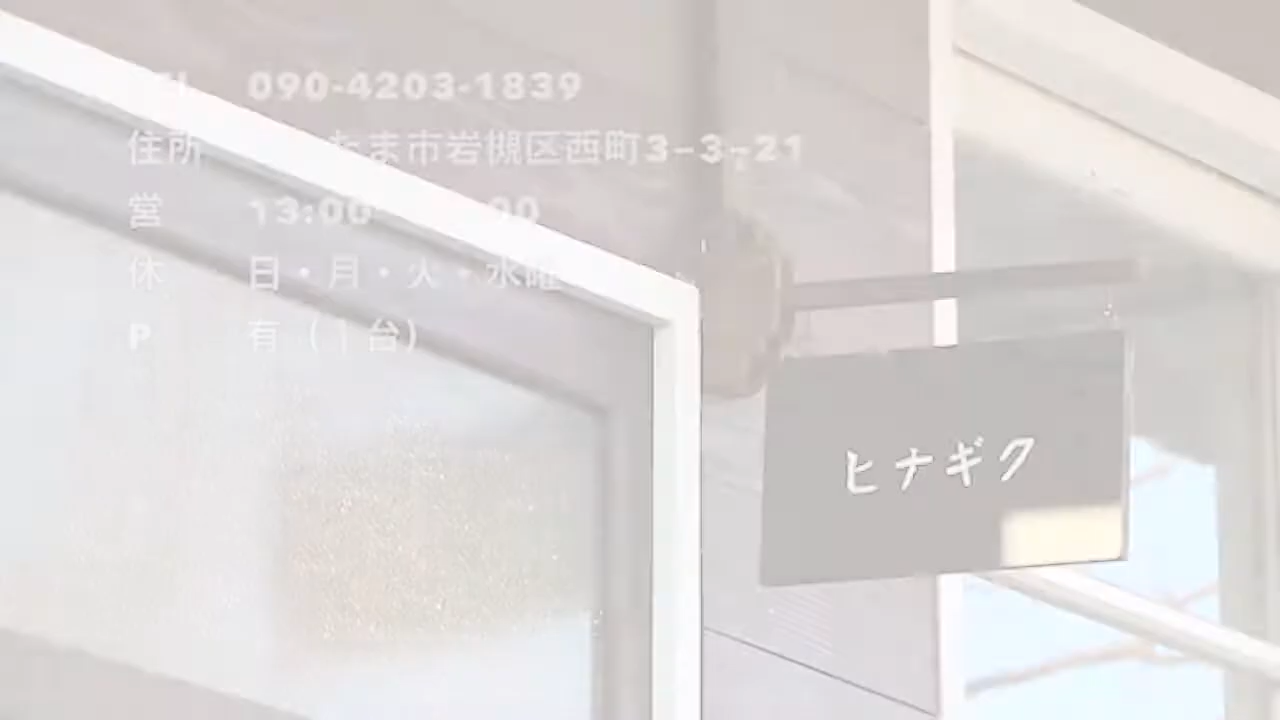 090-4203-1839
住所 たま市岩槻区西町3-3-21
営 13:00 00
休 日・月・火・水曜
P 有（1台）
ヒナギク